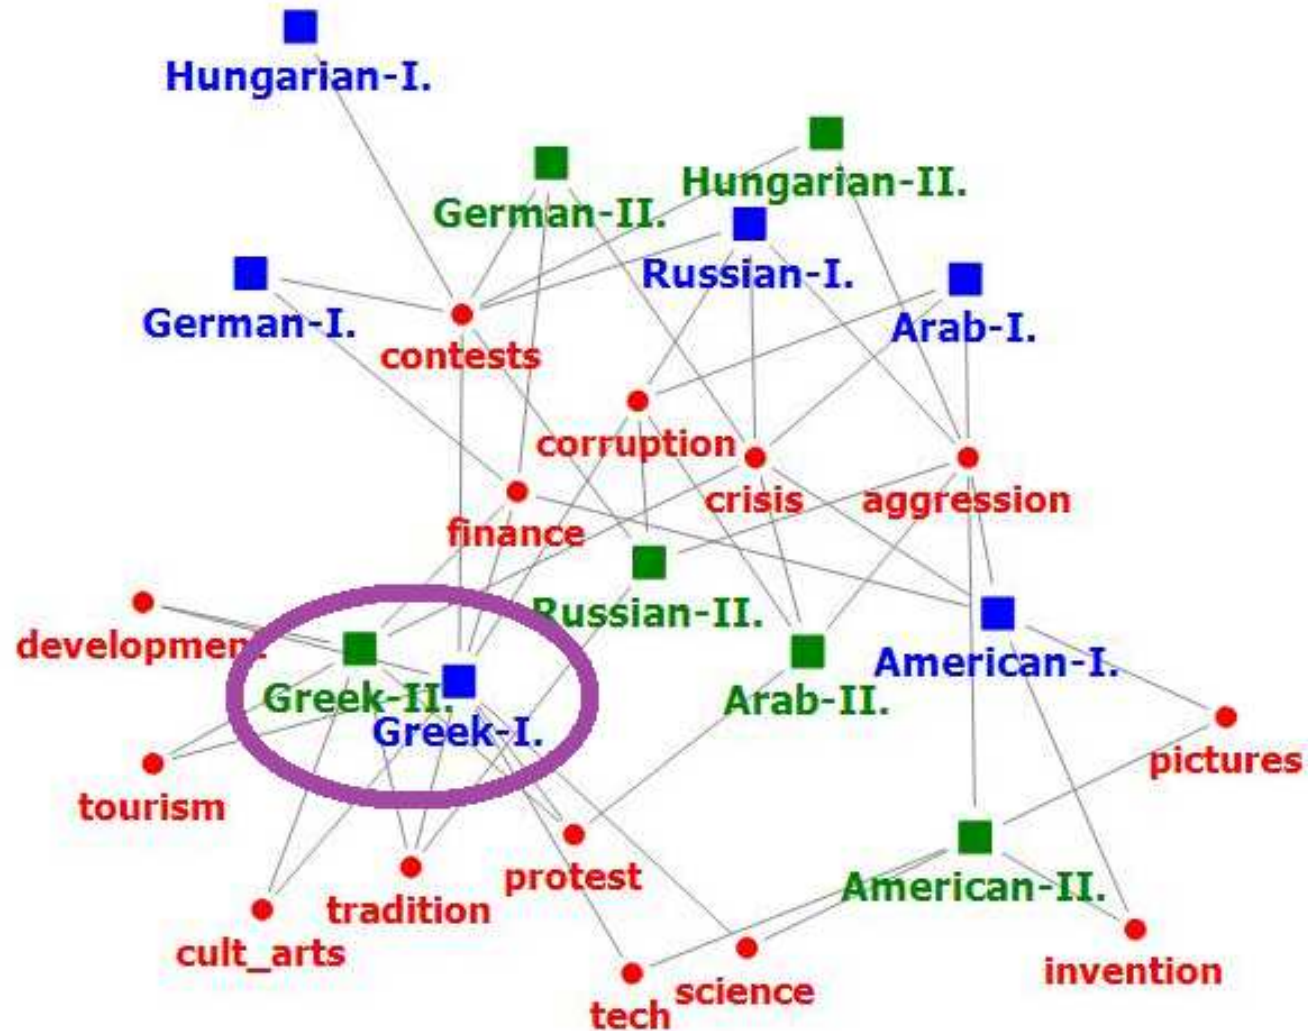 Hungarian-I.
Hungarian-II.
German-II.
Russian-I.
German-I.
Arab-I.
contests
corruption
crisis
aggression
finance
Russian-II.
development
American-I.
Greek-II.
Arab-II.
Greek-I.
pictures
tourism
protest
American-II.
tradition
cult_arts
invention
science
tech